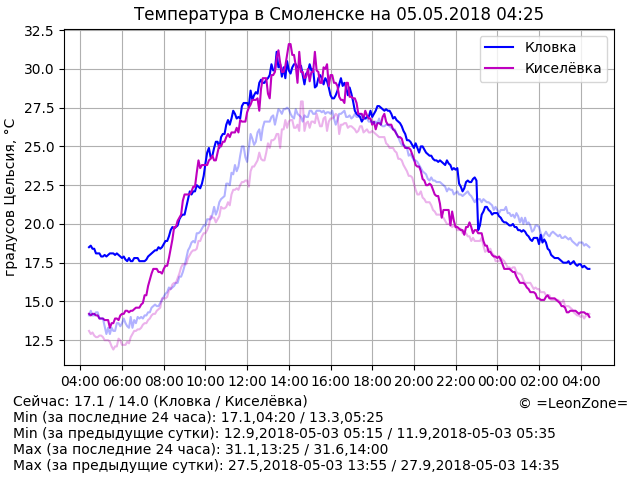 Температура в Смоленске на 05.05.2018 04:25
градусов Цельсия, °C
32.5
30.0
27.5
25.0
22.5
20.0
17.5
15.0
12.5
Кловка
Киселёвка
04:00 06:00 08:00 10:00 12:00 14:00 16:00 18:00 20:00 22:00 00:00 02:00 04:00
Сейчас: 17.1 / 14.0 (Кловка / Киселёвка)
© =LeonZone=
Min (за последние 24 часа): 17.1,04:20 / 13.3,05:25
Min (за предыдущие сутки): 12.9,2018-05-03 05:15 / 11.9,2018-05-03 05:35
Max (за последние 24 часа): 31.1,13:25 / 31.6,14:00
Max (за предыдущие сутки): 27.5,2018-05-03 13:55 / 27.9,2018-05-03 14:35